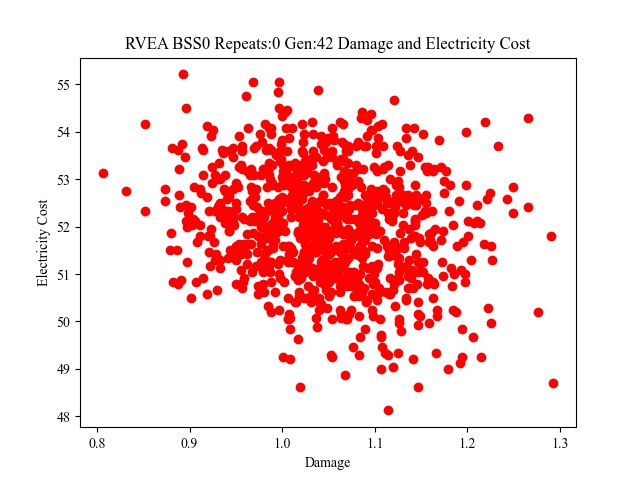 RVEA BSS0 Repeats:0 Gen:42 Damage and Electricity Cost
55
54
53
52
51
50
49
48
Electricity Cost
0.8 0.9 1.0 1.1 1.2 1.3
Damage